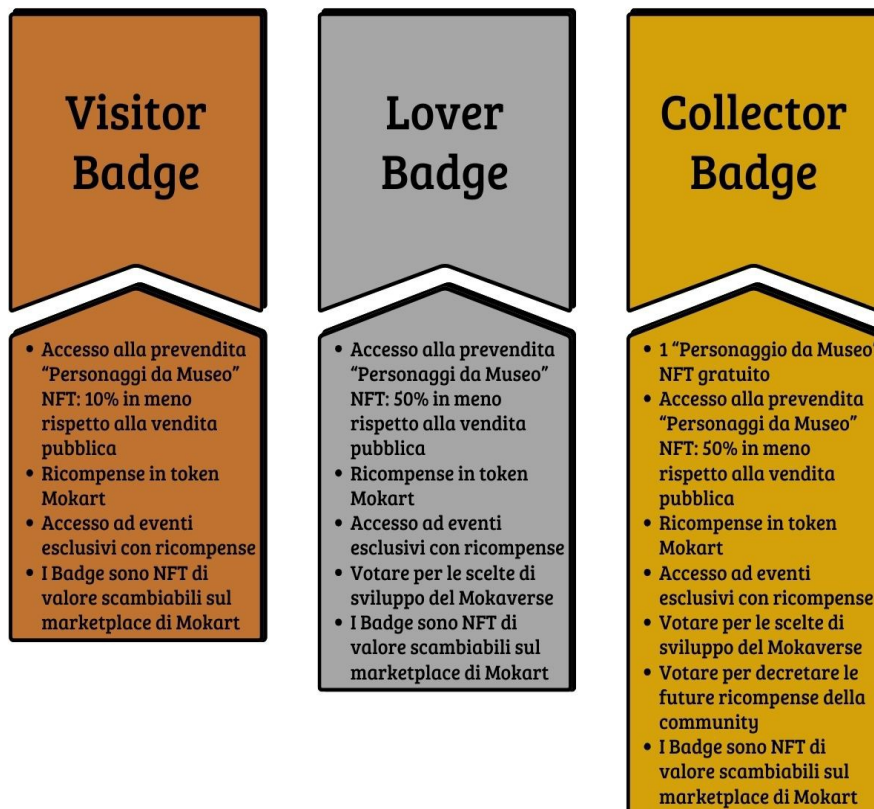 Visitor
Badge
• Accesso alla prevendita
“Personaggi da Museo”
NFT: 10% in meno
rispetto alla vendita
pubblica
• Ricompense in token
Mokart
• Accesso ad eventi
esclusivi con ricompense
• I Badge sono NFT di
valore scambiabili sul
marketplace di Mokart
Lover
Badge
• Accesso alla prevendita
“Personaggi da Museo”
NFT: 50% in meno
rispetto alla vendita
pubblica
• Ricompense in token
Mokart
• Accesso ad eventi
esclusivi con ricompense
• Votare per le scelte di
sviluppo del Mokaverse
• I Badge sono NFT di
valore scambiabili sul
marketplace di Mokart
Collector
Badge
• 1 “Personaggio da Museo”
NFT gratuito
• Accesso alla prevendita
“Personaggi da Museo”
NFT: 50% in meno
rispetto alla vendita
pubblica
• Ricompense in token
Mokart
• Accesso ad eventi
esclusivi con ricompense
• Votare per le scelte di
sviluppo del Mokaverse
• Votare per decretare le
future ricompense della
community
• I Badge sono NFT di
valore scambiabili sul
marketplace di Mokart